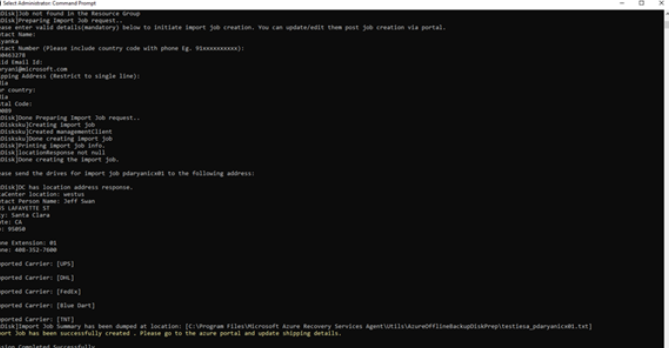 Select Administrator: Command Prompt
Disk]Job not found in the Resource Group
Disk]Preparing Import Job request..
ase enter valid details(mandatory) below to initiate import job creation. You can update/edit them post job creation via portal.
tact Name:
iyanka
tact Number (Please include country code with phone Eg. 91xxxxxxxxxx):
id Email Id:
aryani@microsoft.com
pping Address (Restrict to single line):
dia
r country:
dia
tal Code:
Disk]Done Preparing Import Job request..
Disksku]Creating import job
Disksku]Created managementClient
Disksku]Done creating import job
Disk]Printing import job info.
Disk]locationResponse not null
Disk]Done creating the import job.
ase send the drives for import job pdaryanicx01 to the following address:
Disk]DC has location address response.
aCenter location: westus
tact Person Name: Jeff Swan
S LAFAYETTE ST
y: Santa Clara
te: CA
: 95050
one Extension: 01
ne: 408-352-7600
ported Carrier: [UPS]
ported Carrier: [DHL]
ported Carrier: [FedEx]
ported Carrier: [Blue Dart]
ported Carrier: [TNT]
Disk]Import Job Summary has been dumped at location: [C:\Program Files\Microsoft Azure Recovery Services Agent\Utils\AzureOfflineBackupDiskPrep\testiesa_pdaryanicx01.txt]
ort Job has been successfully created . Please go to the azure portal and update shipping details.
ssion Completed Successfully